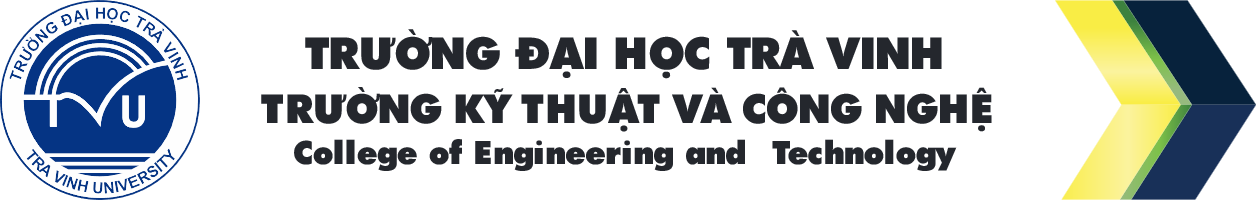 TRƯỜNG ĐẠI HỌC TRÀ VINH
TVU
TRA VINH UNIVERSITY
TRƯỜNG ĐẠI HỌC TRÀ VINH
TRƯỜNG KỸ THUẬT VÀ CÔNG NGHỆ
College of Engineering and Technology